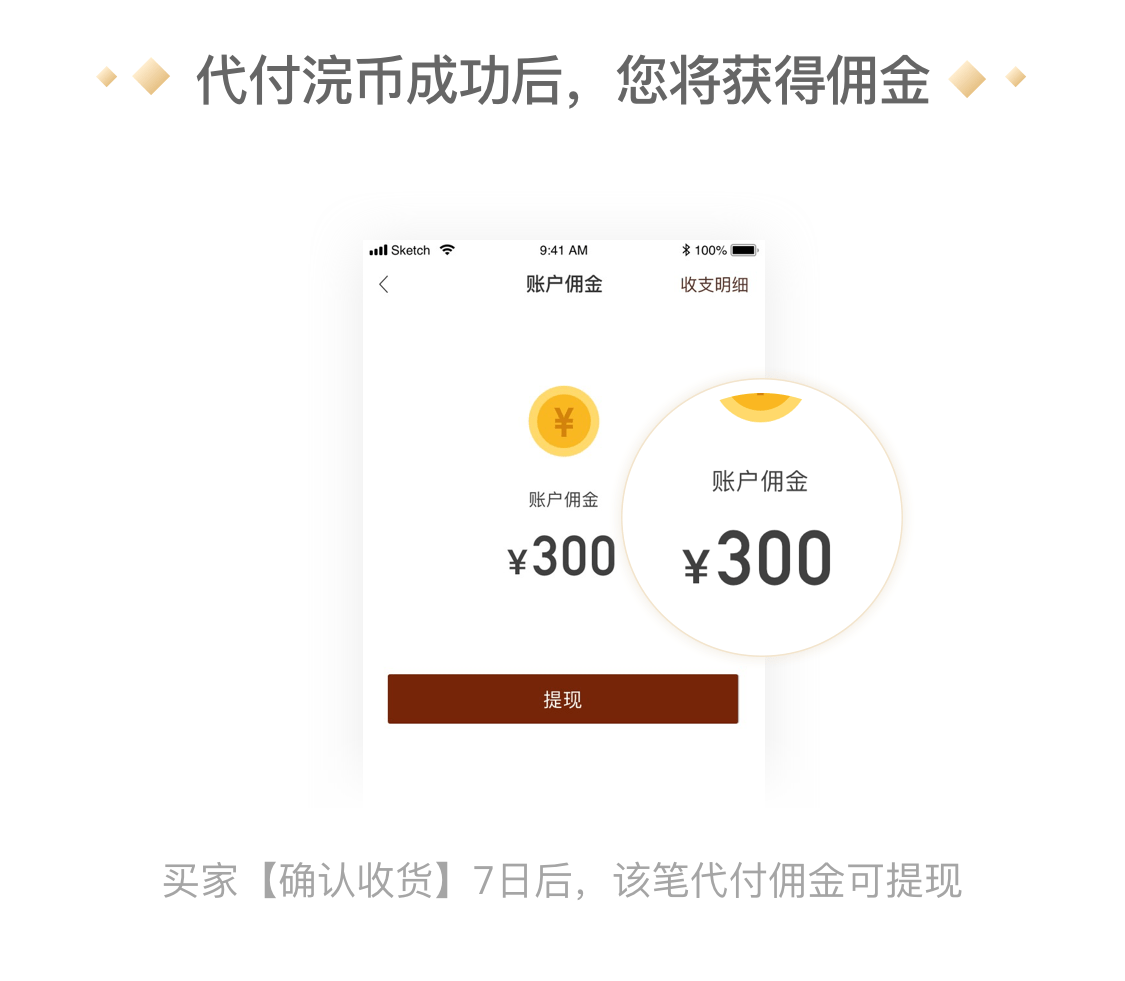 代付浣币成功后，您将获得佣金
Sketch 9:41 AM 100%
账户佣金 收支明细
¥
账户佣金
¥300
账户佣金
¥300
提现
买家【确认收货】7日后，该笔代付佣金可提现